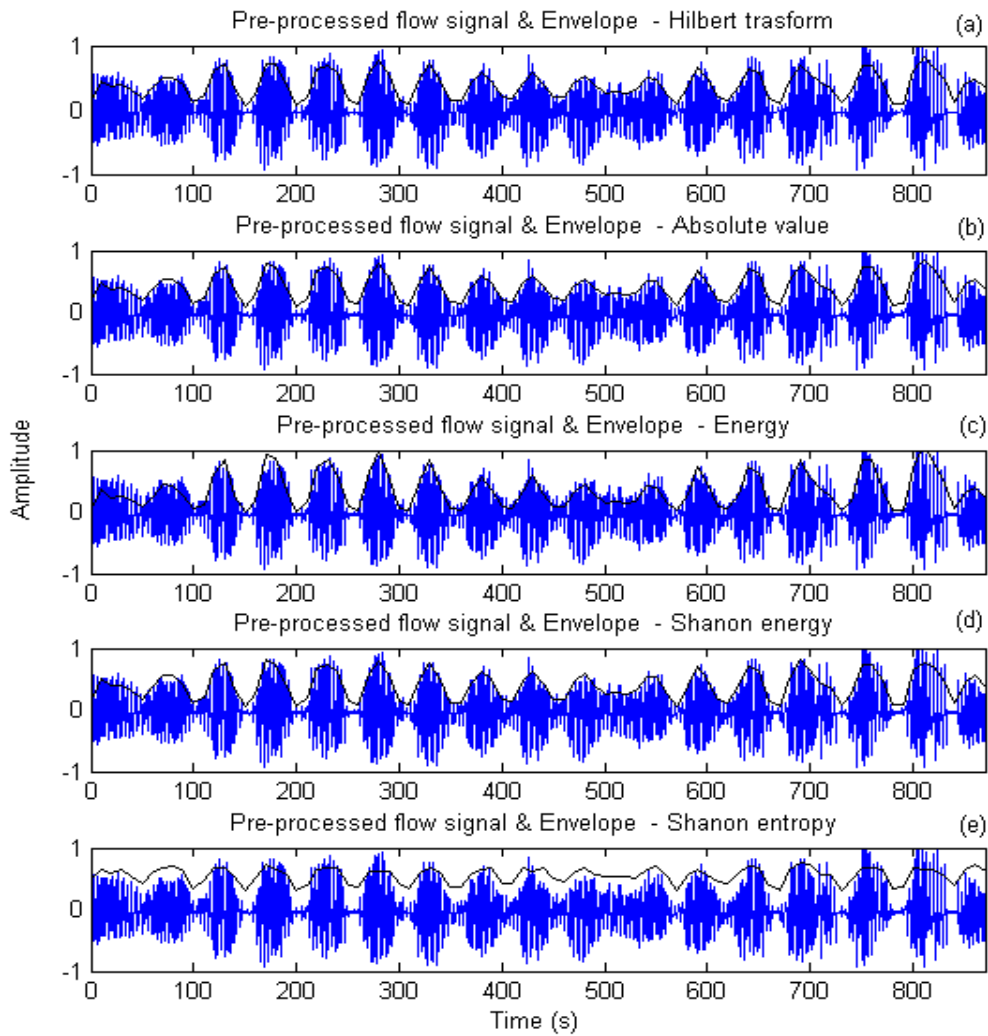 Pre-processed flow signal & Envelope - Hilbert trasform (a)
1
0
-1
0 100 200 300 400 500 600 700 800
Pre-processed flow signal & Envelope - Absolute value (b)
1
0
-1
0 100 200 300 400 500 600 700 800
Pre-processed flow signal & Envelope - Energy (c)
1
0
-1
0 100 200 300 400 500 600 700 800
Amplitude
Pre-processed flow signal & Envelope - Shanon energy (d)
1
0
-1
0 100 200 300 400 500 600 700 800
Pre-processed flow signal & Envelope - Shanon entropy (e)
1
0
-1
0 100 200 300 400 500 600 700 800
Time (s)